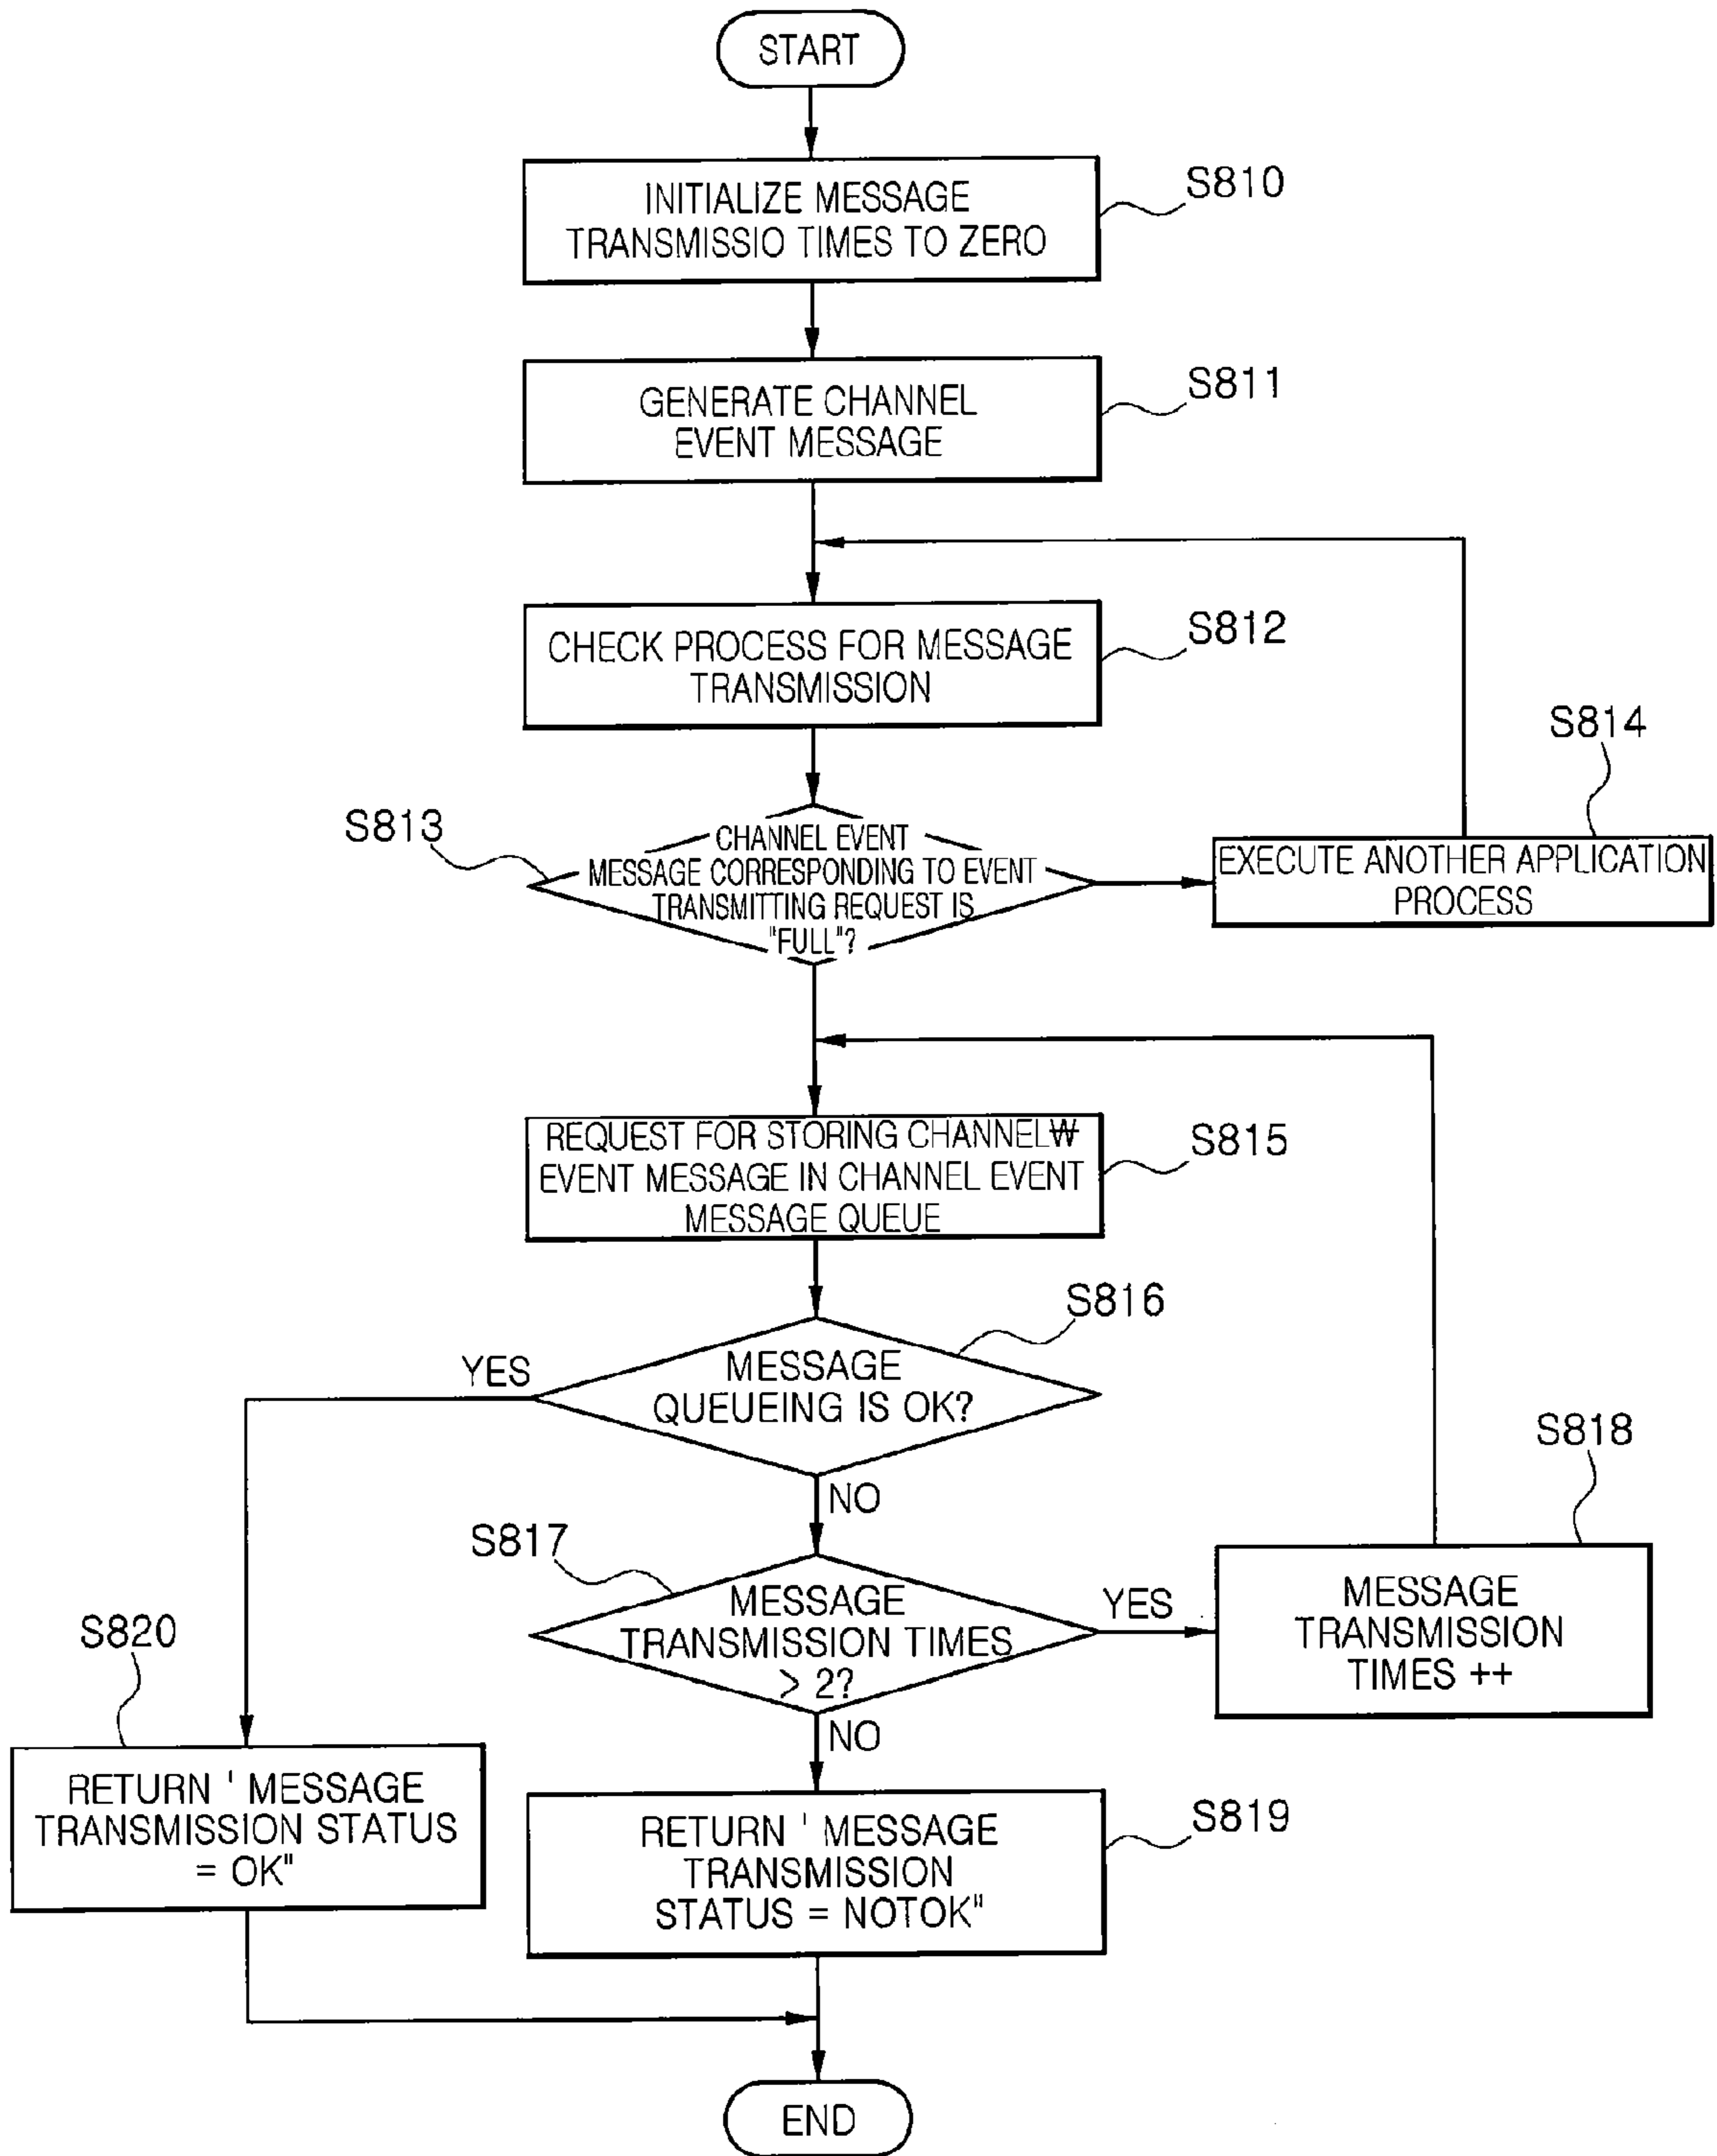 START
INITIALIZE MESSAGE
TRANSMISSIO TIMES TO ZERO
S810
GENERATE CHANNEL
EVENT MESSAGE
S811
CHECK PROCESS FOR MESSAGE
TRANSMISSION
S812
S813
CHANNEL EVENT
MESSAGE CORRESPONDING TO EVENT
TRANSMITTING REQUEST IS
"FULL"?
S814
EXECUTE ANOTHER APPLICATION
PROCESS
REQUEST FOR STORING CHANNEL₩
EVENT MESSAGE IN CHANNEL EVENT
MESSAGE QUEUE
S815
S816
MESSAGE
QUEUEING IS OK?
YES
NO
S817
MESSAGE
TRANSMISSION TIMES
> 2?
YES
NO
S818
MESSAGE
TRANSMISSION
TIMES ++
S820
RETURN ' MESSAGE
TRANSMISSION STATUS
= OK"
RETURN ' MESSAGE
TRANSMISSION
STATUS = NOTOK"
S819
END